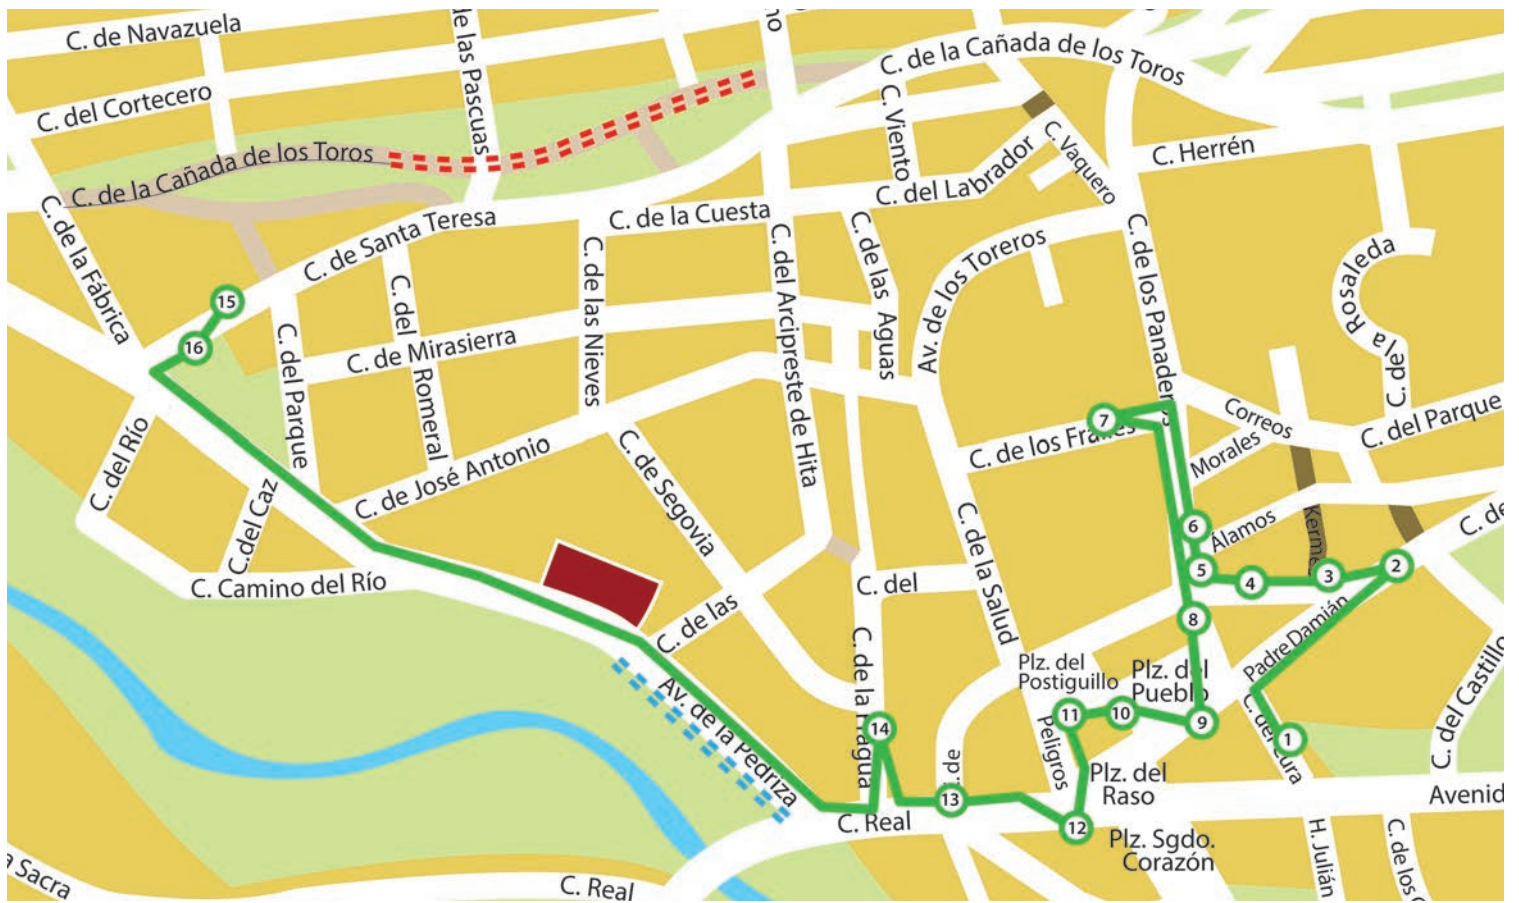 C. de Navazuela
de las Pascuas
no
C. de la Cañada de los Toros
C. del Cortecero
C. Viento
C. de la Cañada de los Toros
C. Vaquero
C. Herrén
C. del Labrador
C. de la Fábrica
C. de Santa Teresa
C. de la Cuesta
C. de las Nieves
C. del Arcipreste de Hita
C. de las Aguas
Av. de los Toreros
C. de los Panaderos
C. de la Rosaleda
15
16
C. del Parque
C. del Romeral
C. de Mirasierra
7
Correos
C. del Parque
C. del Río
C. de José Antonio
C. de Segovia
C. de los Frailes
Morales
C. del Caz
C. de la Salud
6
Álamos
C. de
C. Camino del Río
C. del
5
4
3
2
C. de las
8
Padre Damián
C. de la Fragua
Plz. del
Postiguillo
Plz. del
Pueblo
C. del Castillo
Av. de la Pedriza
14
11
10
9
C. del Cura
1
Peligros
13
Plz. del
Raso
Avenid
C. Real
12
Plz. Sgdo.
Corazón
H. Julián
C. de los
a Sacra
C. Real